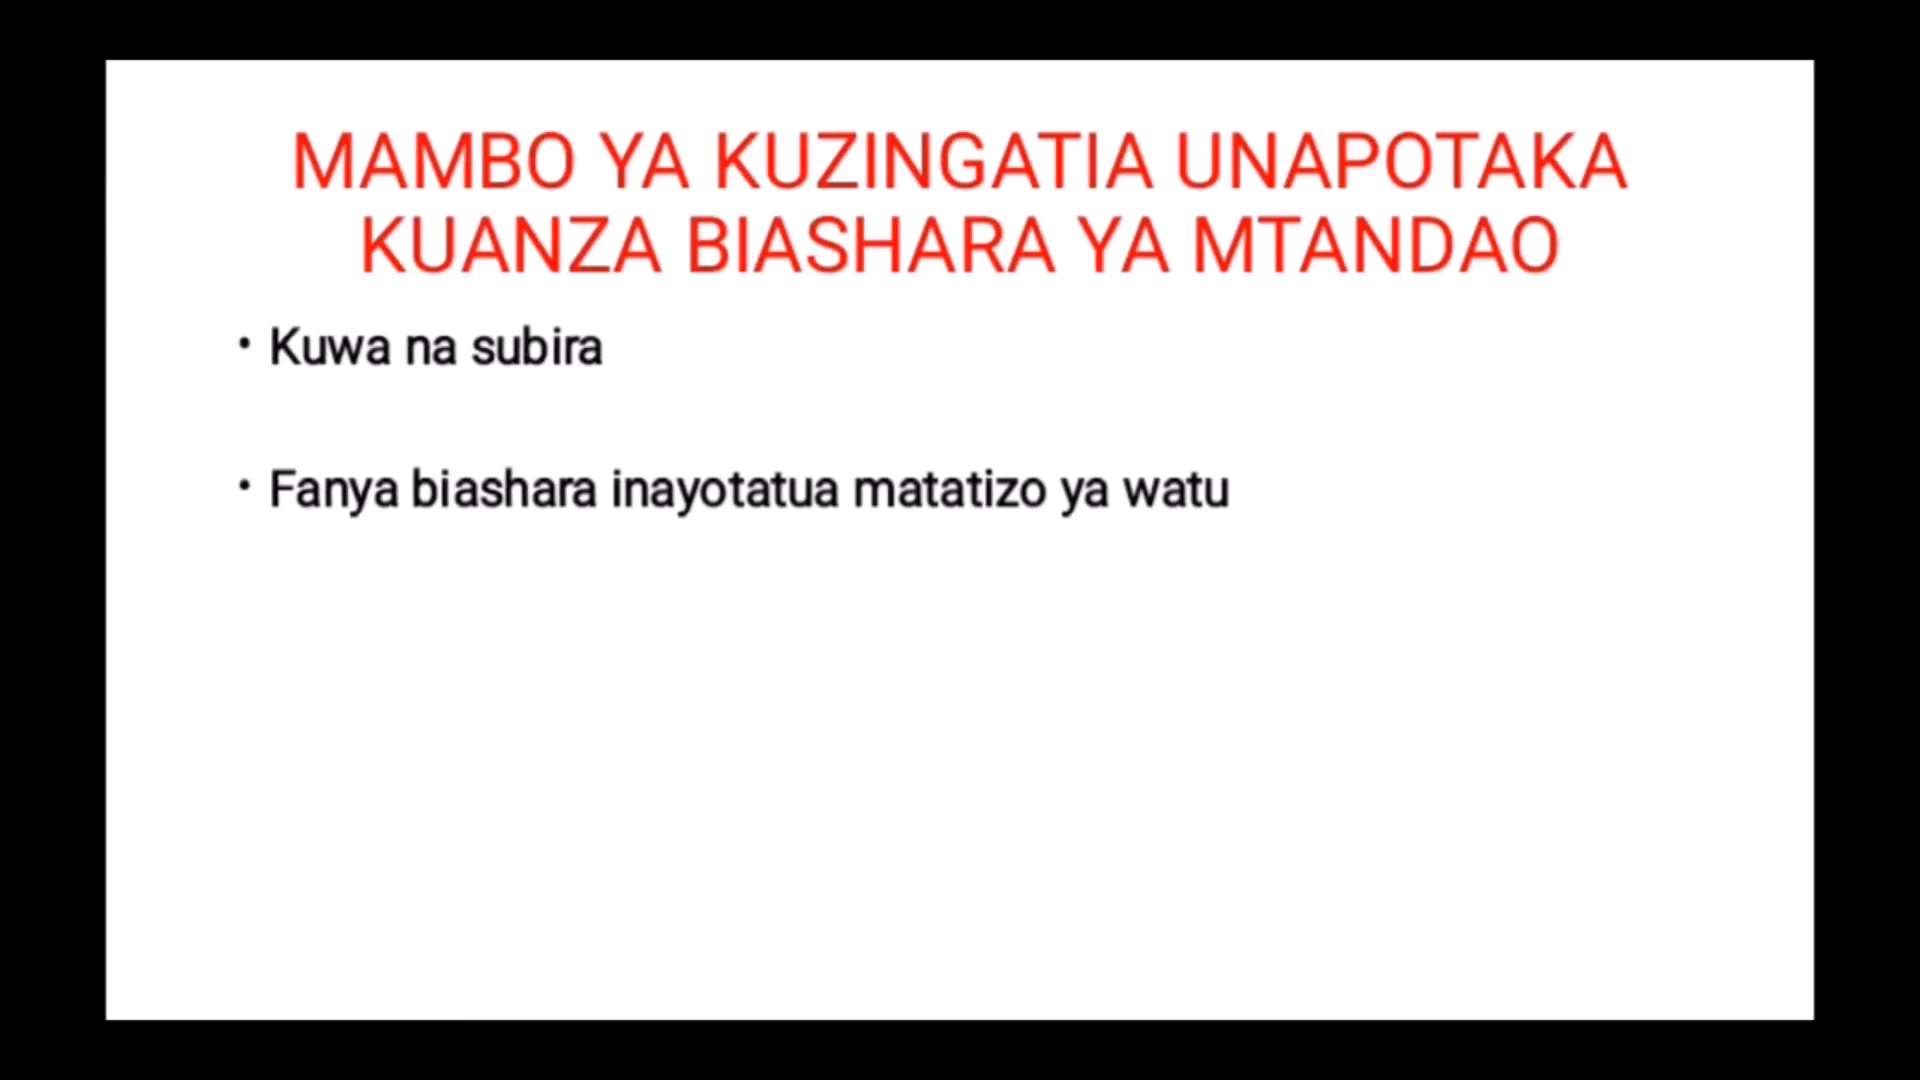 MAMBO YA KUZINGATIA UNAPOTAKA
KUANZA BIASHARA YA MTANDAO
• Kuwa na subira
• Fanya biashara inayotatua matatizo ya watu